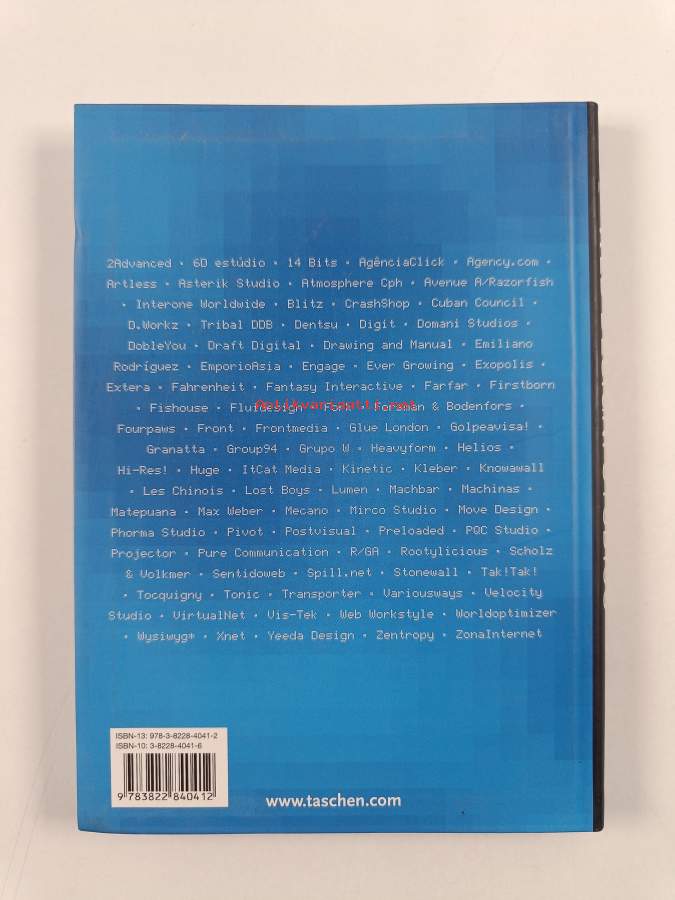 2Advanced · 6D estúdio · 14 Bits · AgênciaClick · Agency.com ·
Artless · Asterik Studio · Atmosphere Cph · Avenue A/Razorfish
· Interone Worldwide · Blitz · CrashShop · Cuban Council ·
D.Workz · Tribal DDB · Dentsu · Digit · Domani Studios ·
DobleYou · Draft Digital · Drawing and Manual · Emiliano
Rodríguez · EmporioAsia · Engage · Ever Growing · Exopolis ·
Extera · Fahrenheit · Fantasy Interactive · Farfar · Firstborn
· Fishouse · Fluidesign · Fork · Forsman & Bodenfors ·
Antikvariaatti.net
Fourpaws · Front · Frontmedia · Glue London · Golpeavisa! ·
Granatta · Group94 · Grupo W · Heavyform · Helios ·
Hi-Res! · Huge · ItCat Media · Kinetic · Kleber · Knowawall
· Les Chinois · Lost Boys · Lumen · Machbar · Machinas ·
Matepuana · Max Weber · Mecano · Mirco Studio · Move Design ·
Phorma Studio · Pivot · Postvisual · Preloaded · PQC Studio ·
Projector · Pure Communication · R/GA · Rootylicious · Scholz
& Volkmer · Sentidoweb · Spill.net · Stonewall · Tak!Tak!
· Tocquigny · Tonic · Transporter · Variousways · Velocity
Studio · VirtualNet · Vis-Tek · Web Workstyle · Worldoptimizer
· Wysiwyg* · Xnet · Yeeda Design · Zentropy · ZonaInternet
ISBN-13: 978-3-8228-4041-2
ISBN-10: 3-8228-4041-6
9 783822 840412
www.taschen.com